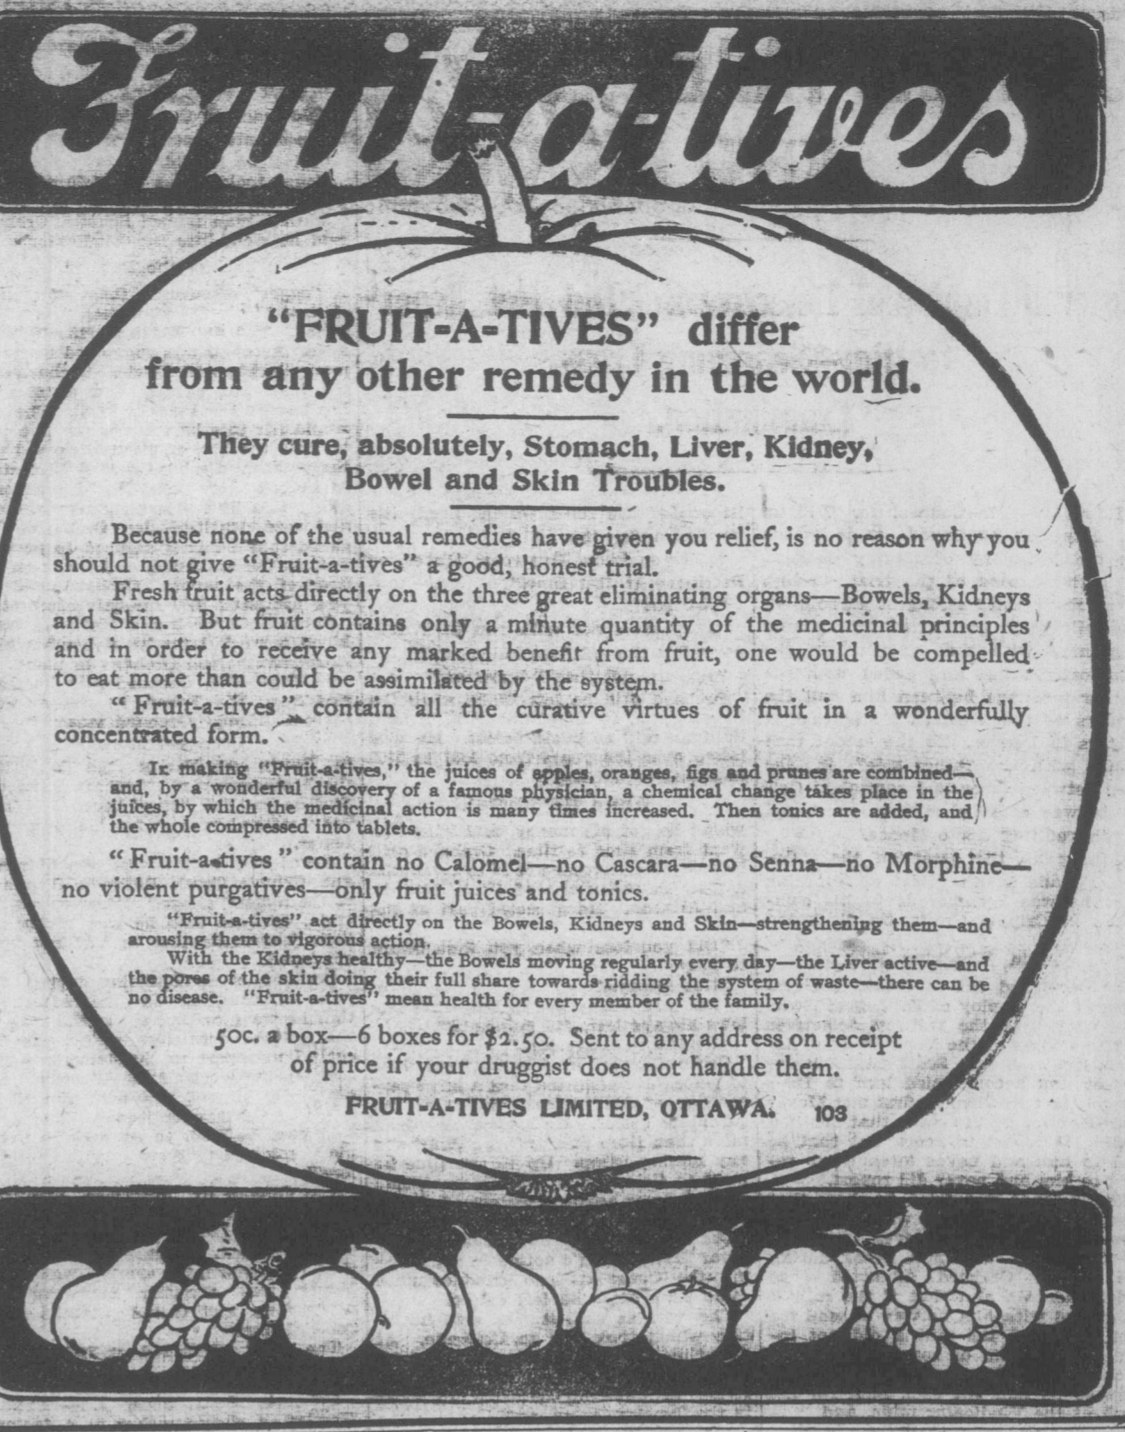 Fruit-a-tives
“FRUIT-A-TIVES” differ
from any other remedy in the world.
They cure, absolutely, Stomach, Liver, Kidney,
Bowel and Skin Troubles.
Because none of the usual remedies have given you relief, is no reason why you
should not give “Fruit-a-tives” a good, honest trial.
Fresh fruit acts directly on the three great eliminating organs—Bowels, Kidneys
and Skin. But fruit contains only a minute quantity of the medicinal principles
and in order to receive any marked benefit from fruit, one would be compelled
to eat more than could be assimilated by the system.
“Fruit-a-tives” contain all the curative virtues of fruit in a wonderfully
concentrated form.
In making “Fruit-a-tives,” the juices of apples, oranges, figs and prunes are combined—
and, by a wonderful discovery of a famous physician, a chemical change takes place in the
juices, by which the medicinal action is many times increased. Then tonics are added, and
the whole compressed into tablets.
“Fruit-a-tives” contain no Calomel—no Cascara—no Senna—no Morphine—
no violent purgatives—only fruit juices and tonics.
“Fruit-a-tives” act directly on the Bowels, Kidneys and Skin—strengthening them—and
arousing them to vigorous action.
With the Kidneys healthy—the Bowels moving regularly every day—the Liver active—and
the pores of the skin doing their full share towards ridding the system of waste—there can be
no disease. “Fruit-a-tives” mean health for every member of the family.
50c. a box—6 boxes for $2.50. Sent to any address on receipt
of price if your druggist does not handle them.
FRUIT-A-TIVES LIMITED, OTTAWA. 103